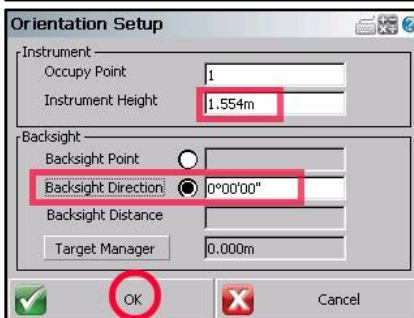 Orientation Setup
Instrument
Occupy Point 1
Instrument Height 1.554m
Backsight
Backsight Point
Backsight Direction 0°00'00"
Backsight Distance
Target Manager 0.000m
OK Cancel